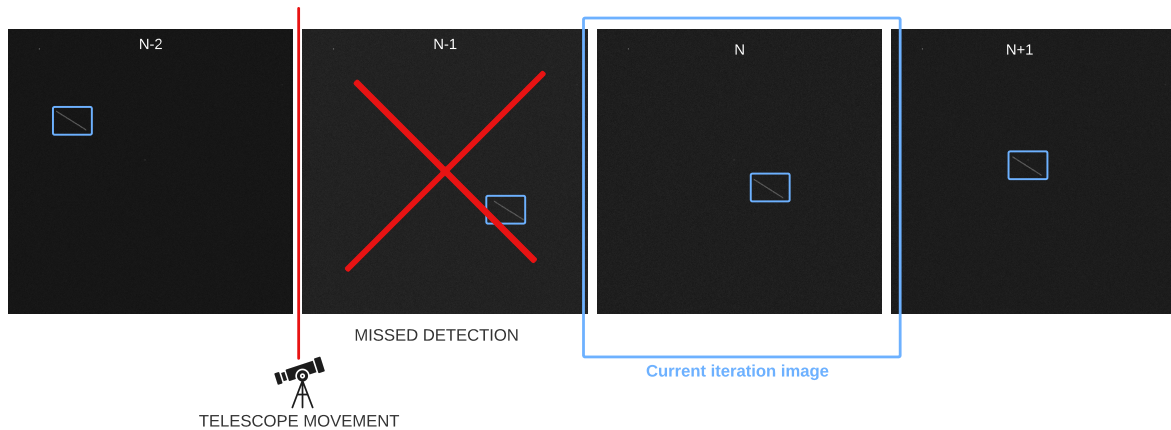 N-2
N-1
N
N+1
MISSED DETECTION
Current iteration image
TELESCOPE MOVEMENT